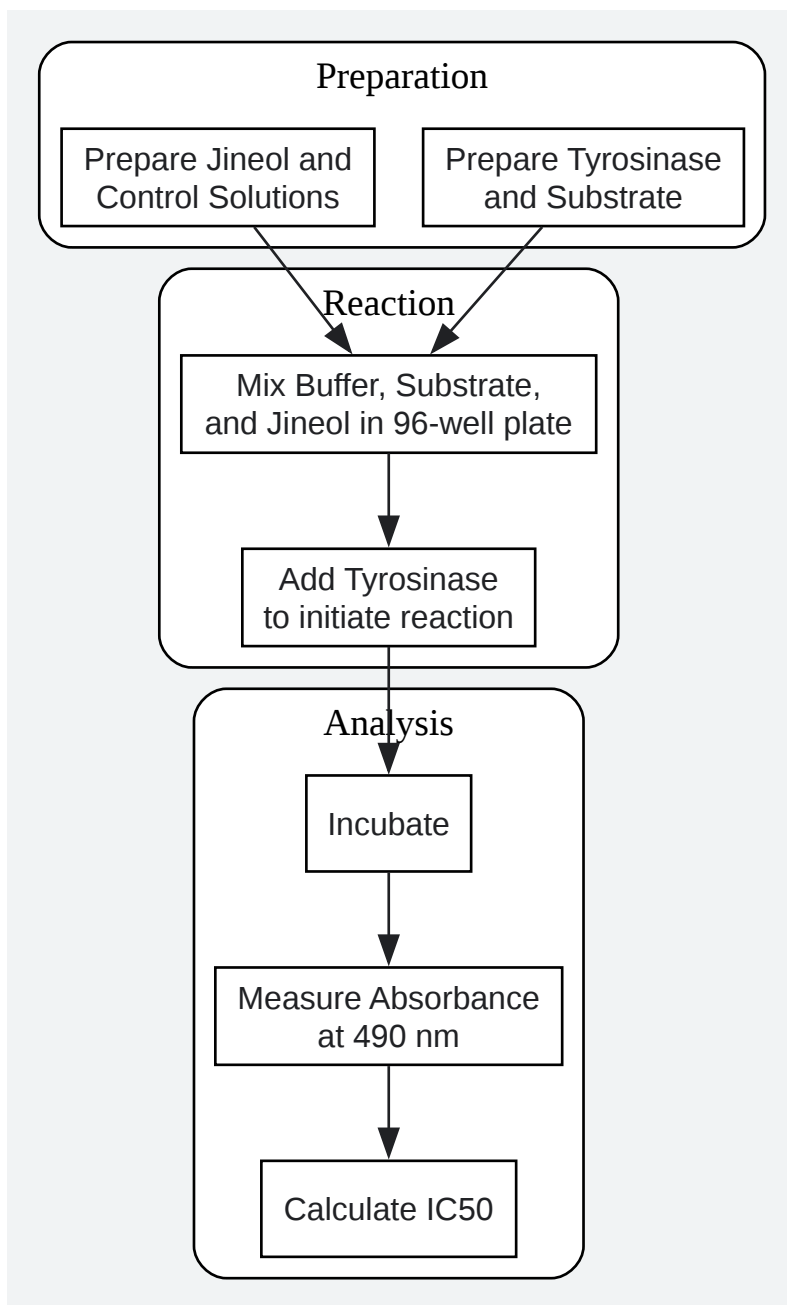 Preparation
Prepare Jineol and
Control Solutions
Prepare Tyrosinase
and Substrate
Reaction
Mix Buffer, Substrate,
and Jineol in 96-well plate
Add Tyrosinase
to initiate reaction
Analysis
Incubate
Measure Absorbance
at 490 nm
Calculate IC50